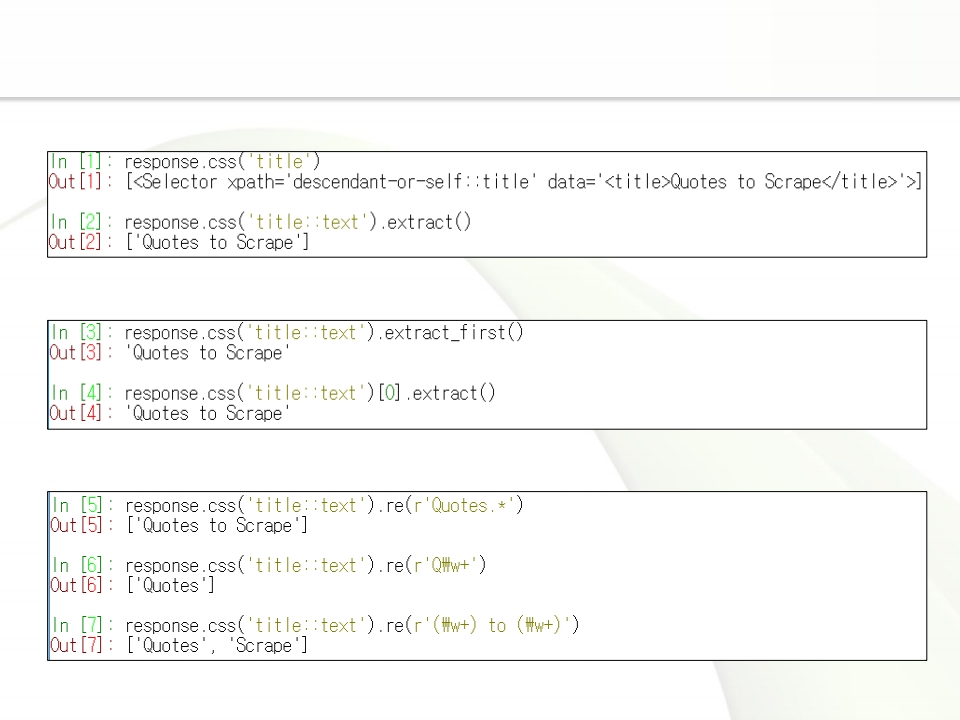 In [1]: response.css('title')
Out[1]: [<Selector xpath='descendant-or-self::title' data='<title>Quotes to Scrape</title>'>]
In [2]: response.css('title::text').extract()
Out[2]: ['Quotes to Scrape']
In [3]: response.css('title::text').extract_first()
Out[3]: 'Quotes to Scrape'
In [4]: response.css('title::text')[0].extract()
Out[4]: 'Quotes to Scrape'
In [5]: response.css('title::text').re(r'Quotes.*')
Out[5]: ['Quotes to Scrape']
In [6]: response.css('title::text').re(r'Q₩w+')
Out[6]: ['Quotes']
In [7]: response.css('title::text').re(r'(₩w+) to (₩w+)')
Out[7]: ['Quotes', 'Scrape']